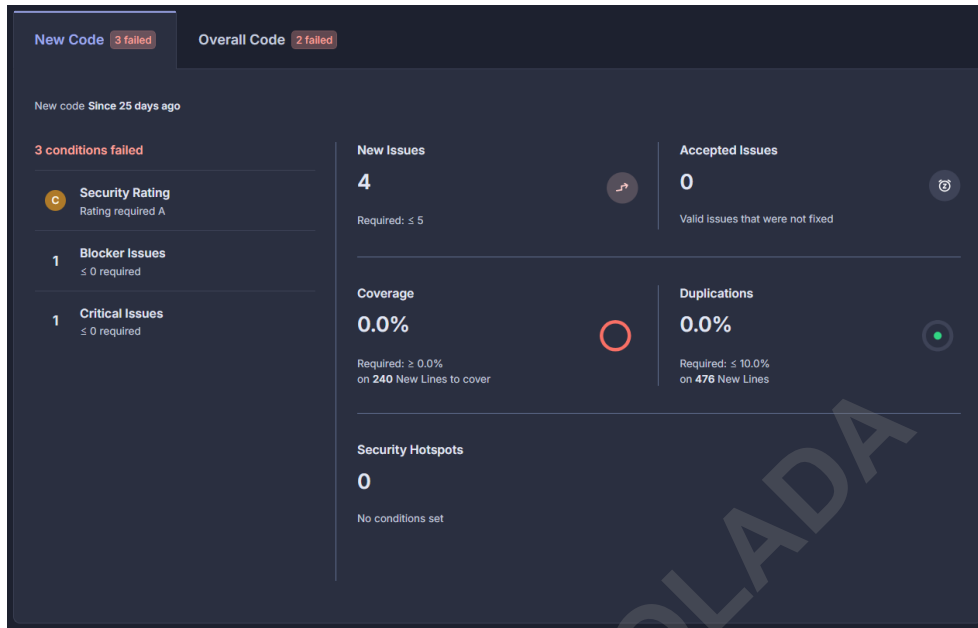 New Code 3 failed
Overall Code 2 failed
New code Since 25 days ago
3 conditions failed
C
Security Rating
Rating required A
1
Blocker Issues
≤ 0 required
1
Critical Issues
≤ 0 required
New Issues
4
Required: ≤ 5
Accepted Issues
0
Valid issues that were not fixed
Coverage
0.0%
Required: ≥ 0.0%
on 240 New Lines to cover
Duplications
0.0%
Required: ≤ 10.0%
on 476 New Lines
Security Hotspots
0
No conditions set